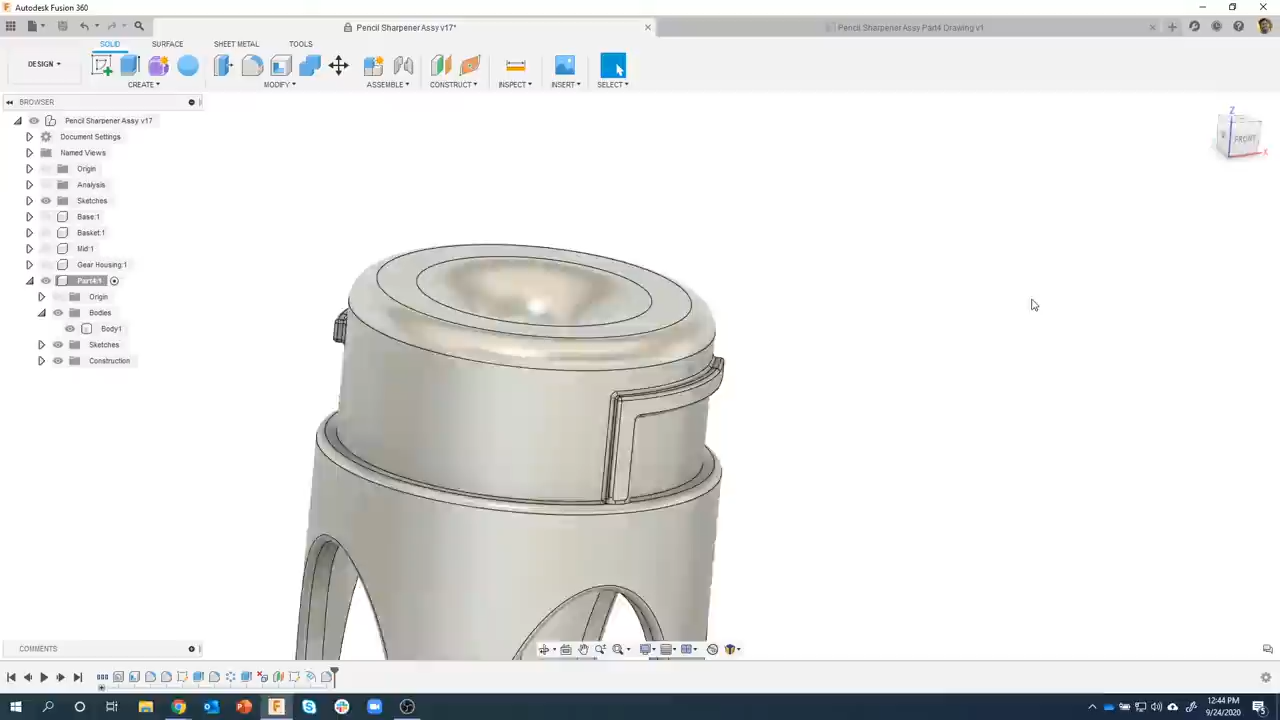 Autodesk Fusion 360
Pencil Sharpener Assy v17*
Pencil Sharpener Assy Part4 Drawing v1
SOLID
SURFACE
SHEET METAL
TOOLS
DESIGN
CREATE
MODIFY
ASSEMBLE
CONSTRUCT
INSPECT
INSERT
SELECT
BROWSER
Pencil Sharpener Assy v17
Document Settings
Named Views
Origin
Analysis
Sketches
Base:1
Basket:1
Mid:1
Gear Housing:1
Part4:1
Origin
Bodies
Body1
Sketches
Construction
Z
FRONT
X
COMMENTS
12:44 PM
9/24/2020
5